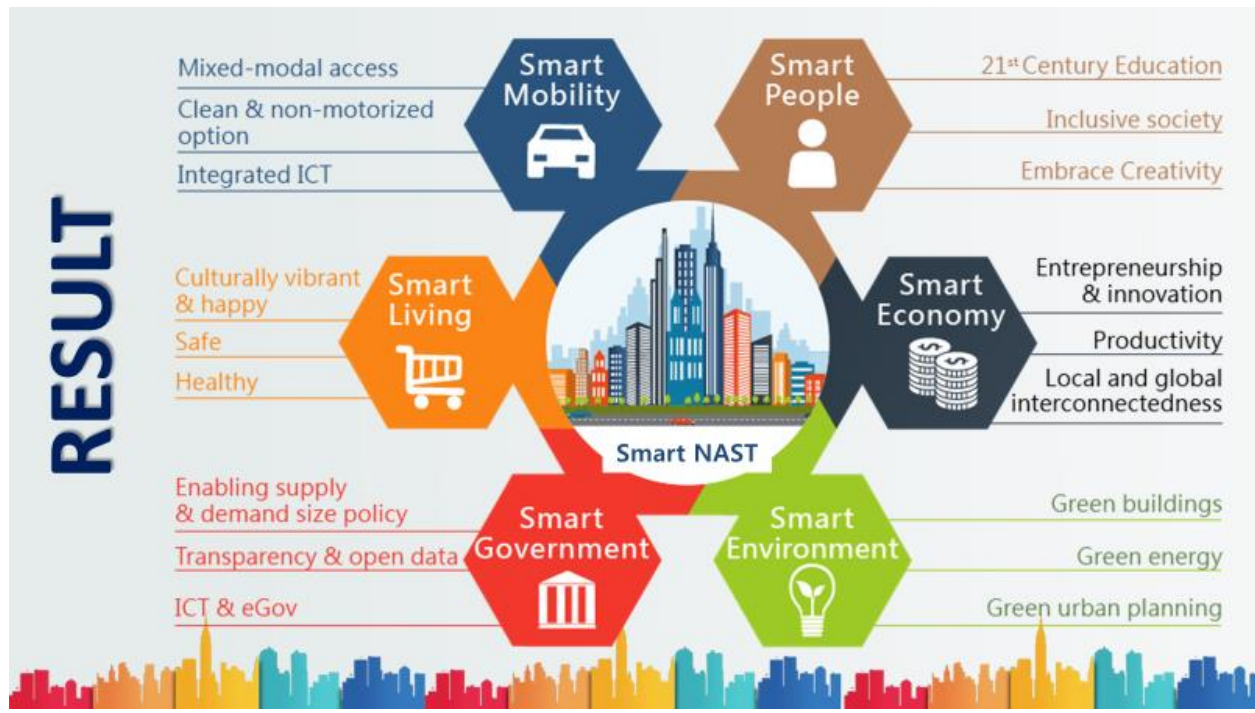 RESULT
Mixed-modal access
Clean & non-motorized
option
Integrated ICT
Smart
Mobility
Smart
People
21st Century Education
Inclusive society
Embrace Creativity
Culturally vibrant
& happy
Safe
Healthy
Smart
Living
Smart NAST
Smart
Economy
Entrepreneurship
& innovation
Productivity
Local and global
interconnectedness
Enabling supply
& demand size policy
Transparency & open data
ICT & eGov
Smart
Government
Smart
Environment
Green buildings
Green energy
Green urban planning